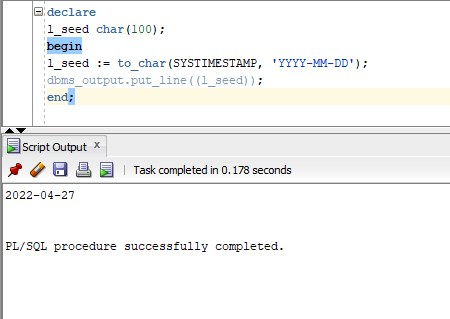 declare
l_seed char(100);
begin
l_seed := to_char(SYSTIMESTAMP, 'YYYY-MM-DD');
dbms_output.put_line((l_seed));
end;
Script Output x
Task completed in 0.178 seconds
2022-04-27
PL/SQL procedure successfully completed.